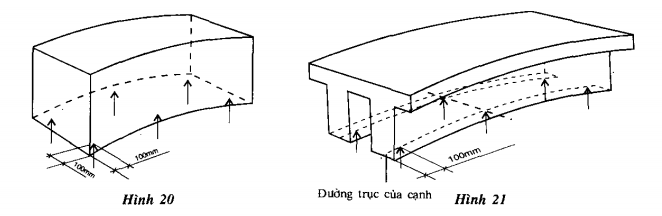 100mm
100mm
100mm
Đường trục của cạnh
Hình 20
Hình 21